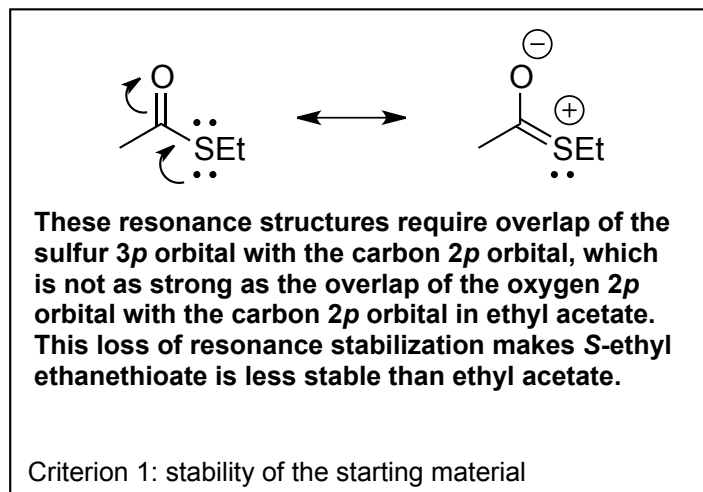 O
SEt
O
SEt
These resonance structures require overlap of the
sulfur 3p orbital with the carbon 2p orbital, which
is not as strong as the overlap of the oxygen 2p
orbital with the carbon 2p orbital in ethyl acetate.
This loss of resonance stabilization makes S-ethyl
ethanethioate is less stable than ethyl acetate.
Criterion 1: stability of the starting material